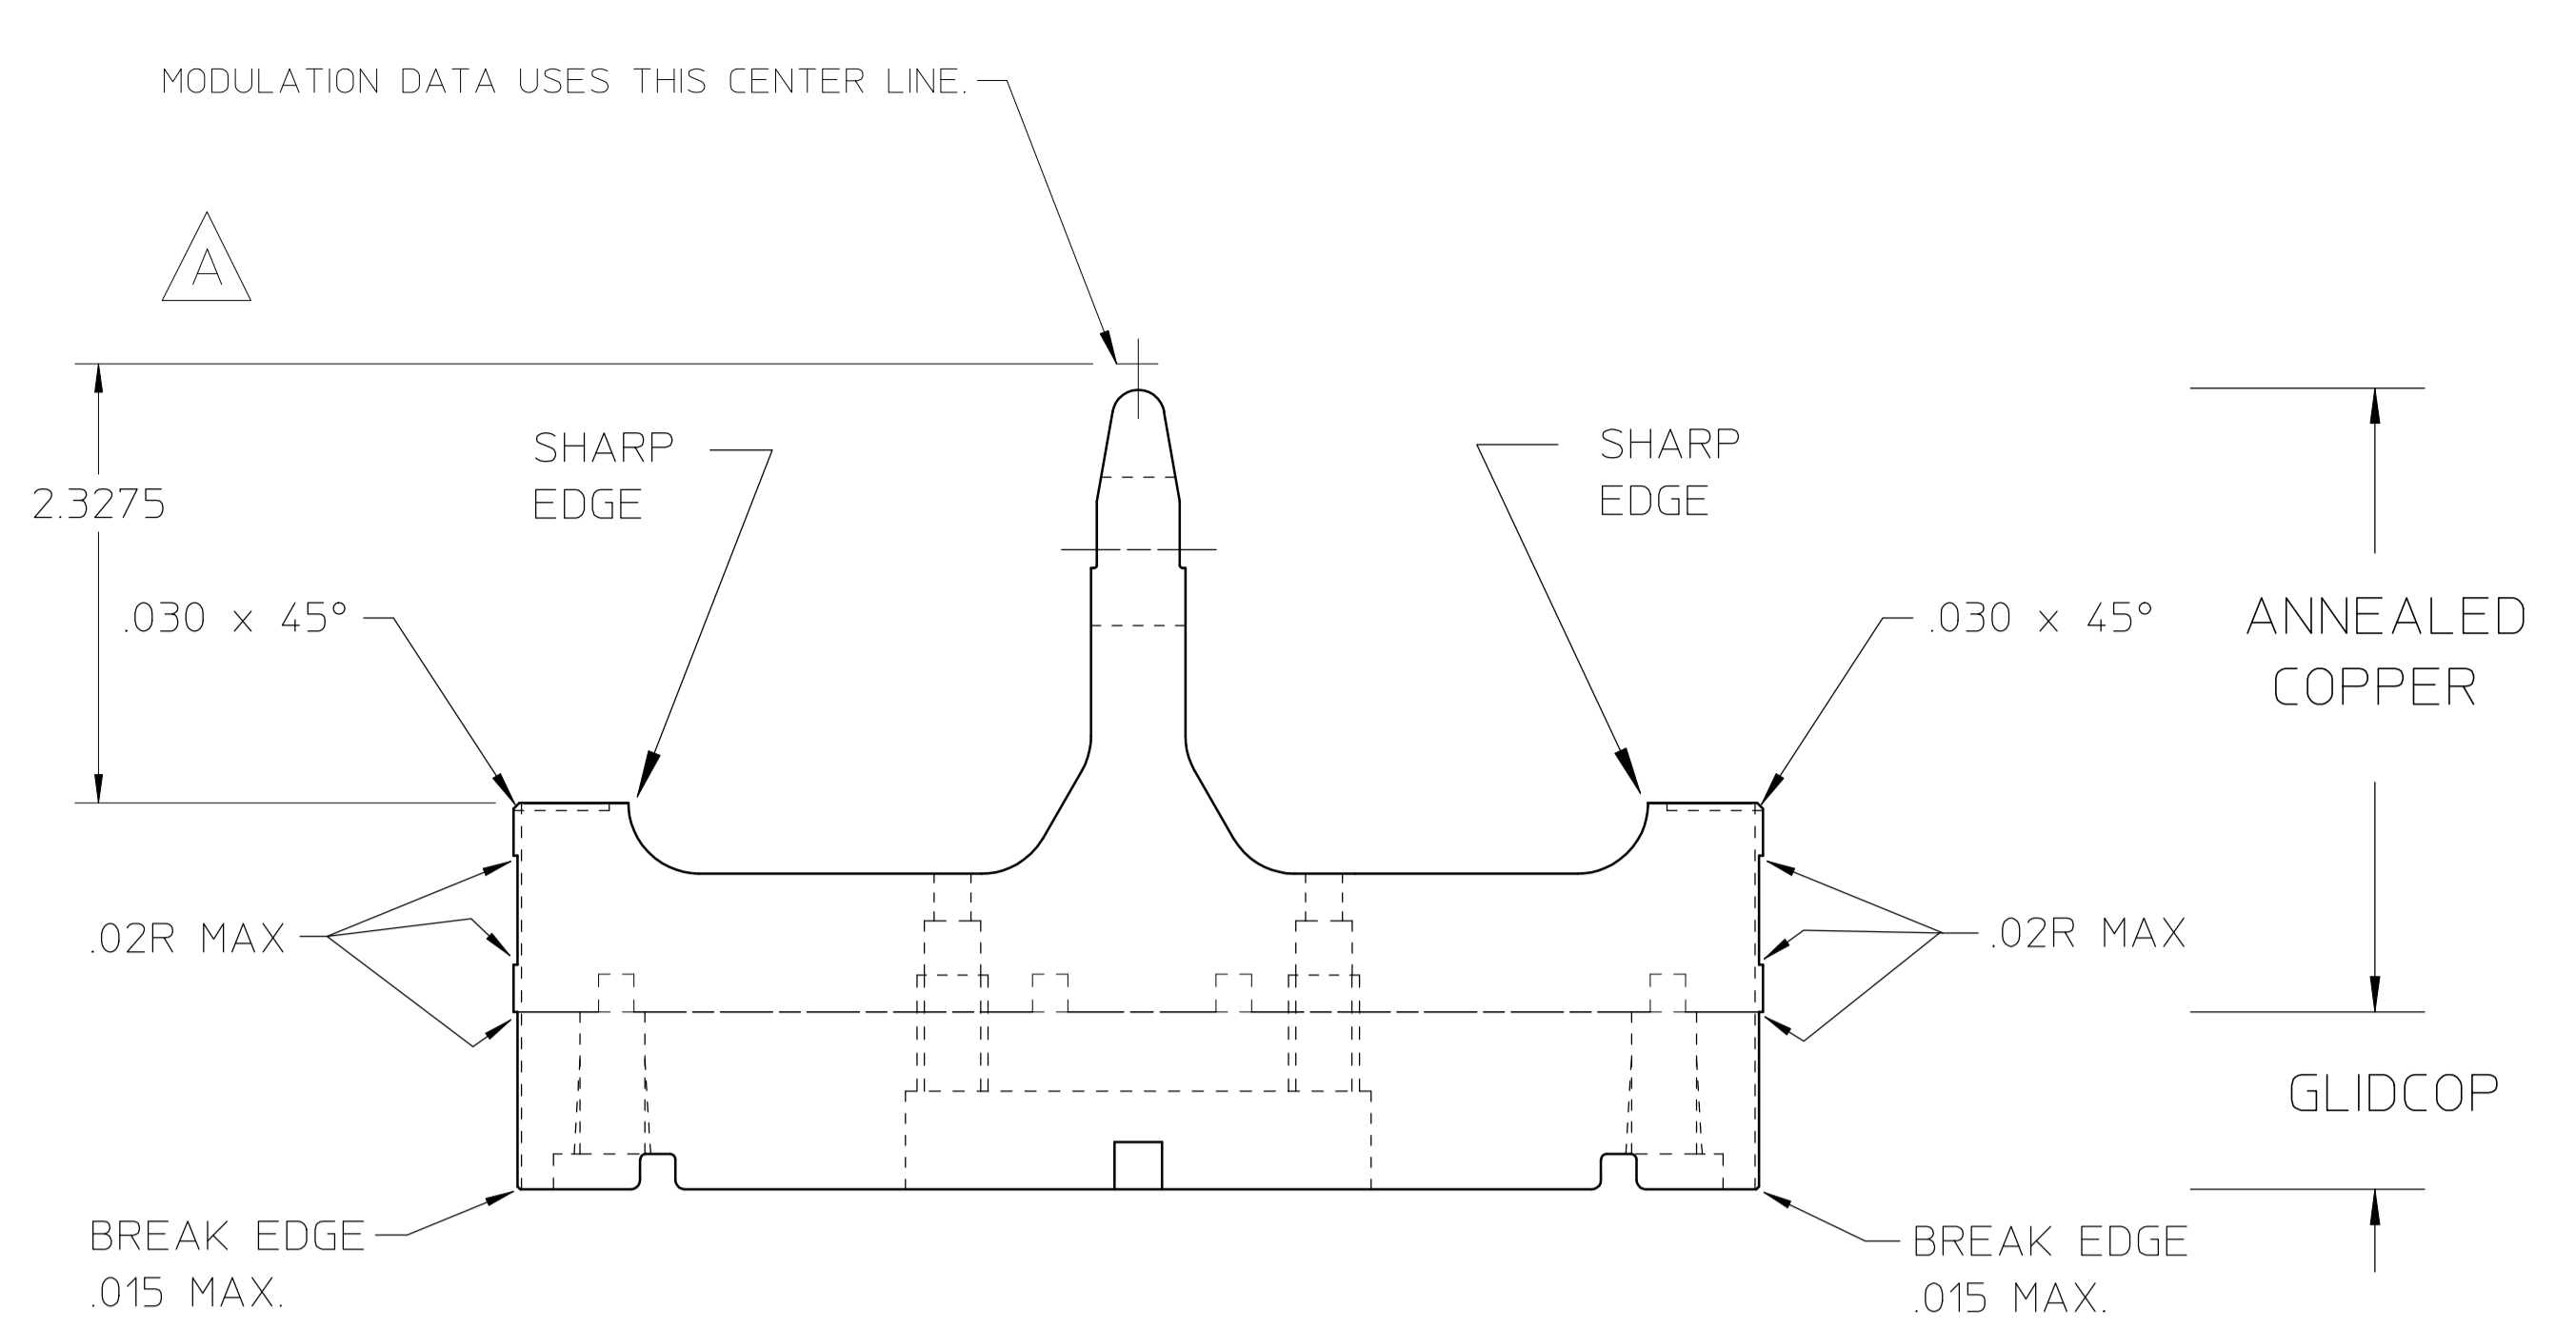 MODULATION DATA USES THIS CENTER LINE.
A
SHARP
EDGE
SHARP
EDGE
2.3275
.030 x 45°
.030 x 45°
ANNEALED
COPPER
.02R MAX
.02R MAX
GLIDCOP
BREAK EDGE
.015 MAX.
BREAK EDGE
.015 MAX.